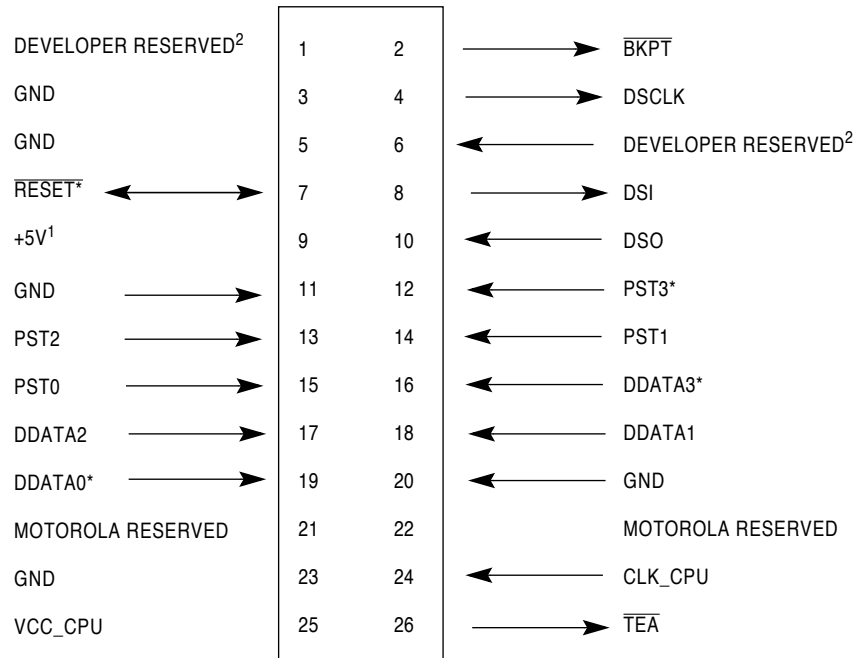 DEVELOPER RESERVED² 1 2 BKPT
GND 3 4 DSCLK
GND 5 6 DEVELOPER RESERVED²
RESET* 7 8 DSI
+5V¹ 9 10 DSO
GND 11 12 PST3*
PST2 13 14 PST1
PST0 15 16 DDATA3*
DDATA2 17 18 DDATA1
DDATA0* 19 20 GND
MOTOROLA RESERVED 21 22 MOTOROLA RESERVED
GND 23 24 CLK_CPU
VCC_CPU 25 26 TEA